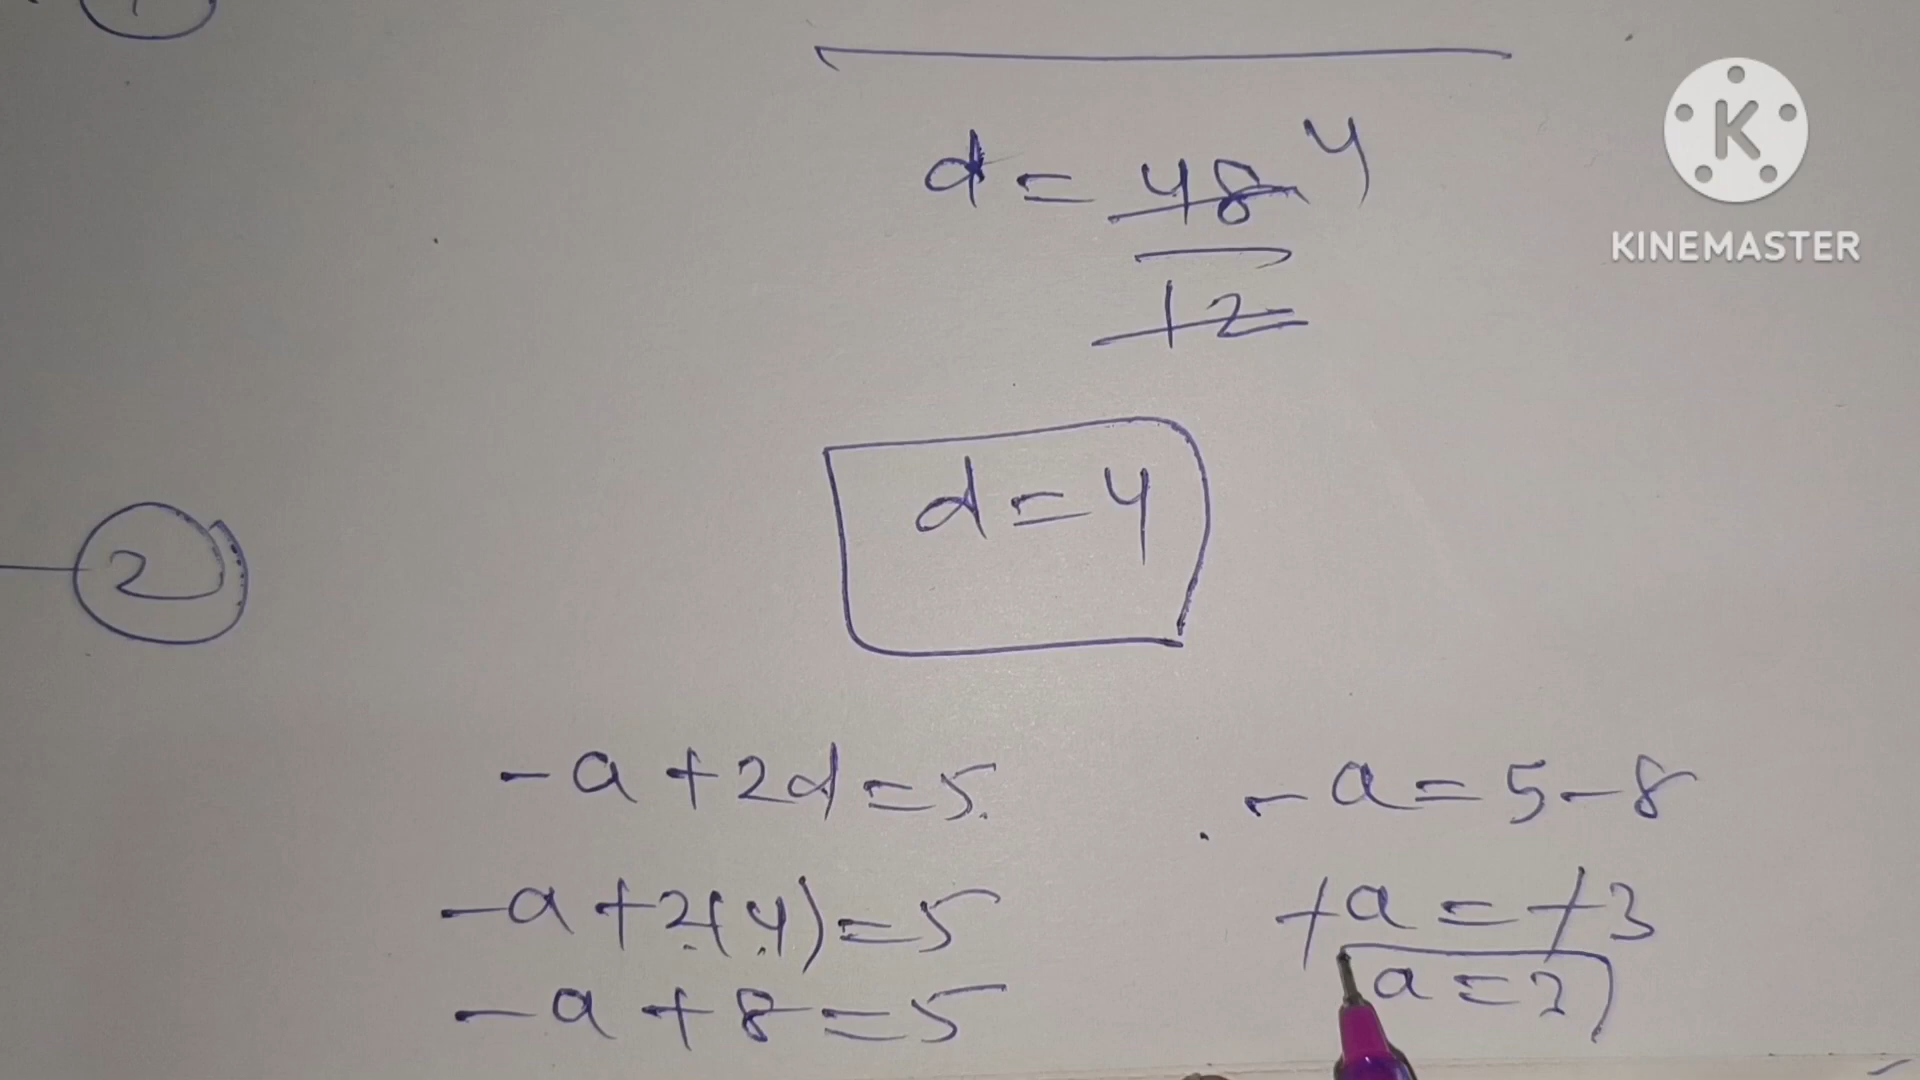 d = 48 4
12
KINEMASTER
d = 4
2
-a + 2d = 5
-a + 2(4) = 5
-a + 8 = 5
-a = 5 - 8
+a = +3
a = 3